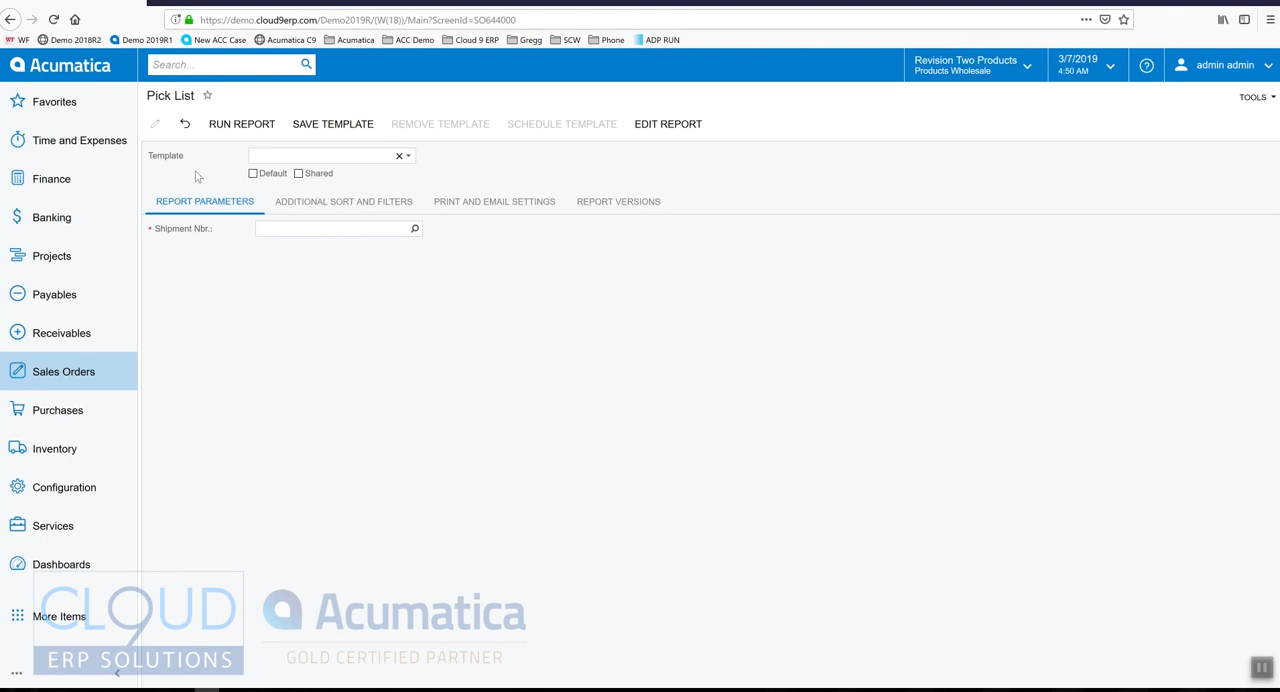 https://demo.cloud9erp.com/Demo2019R/(W(18))/Main?ScreenId=SO644000
WF WF Demo 2018R2 Demo 2019R1 New ACC Case Acumatica C9 Acumatica ACC Demo Cloud 9 ERP Gregg SCW Phone ADP RUN
Acumatica
Search...
Revision Two Products
Products Wholesale
3/7/2019
4:50 AM
admin admin
Favorites
Time and Expenses
Finance
Banking
Projects
Payables
Receivables
Sales Orders
Purchases
Inventory
Configuration
Services
Dashboards
More Items
Pick List
TOOLS
RUN REPORT SAVE TEMPLATE REMOVE TEMPLATE SCHEDULE TEMPLATE EDIT REPORT
Template
Default Shared
REPORT PARAMETERS ADDITIONAL SORT AND FILTERS PRINT AND EMAIL SETTINGS REPORT VERSIONS
* Shipment Nbr.:
CLOUD 9
ERP SOLUTIONS
Acumatica
GOLD CERTIFIED PARTNER